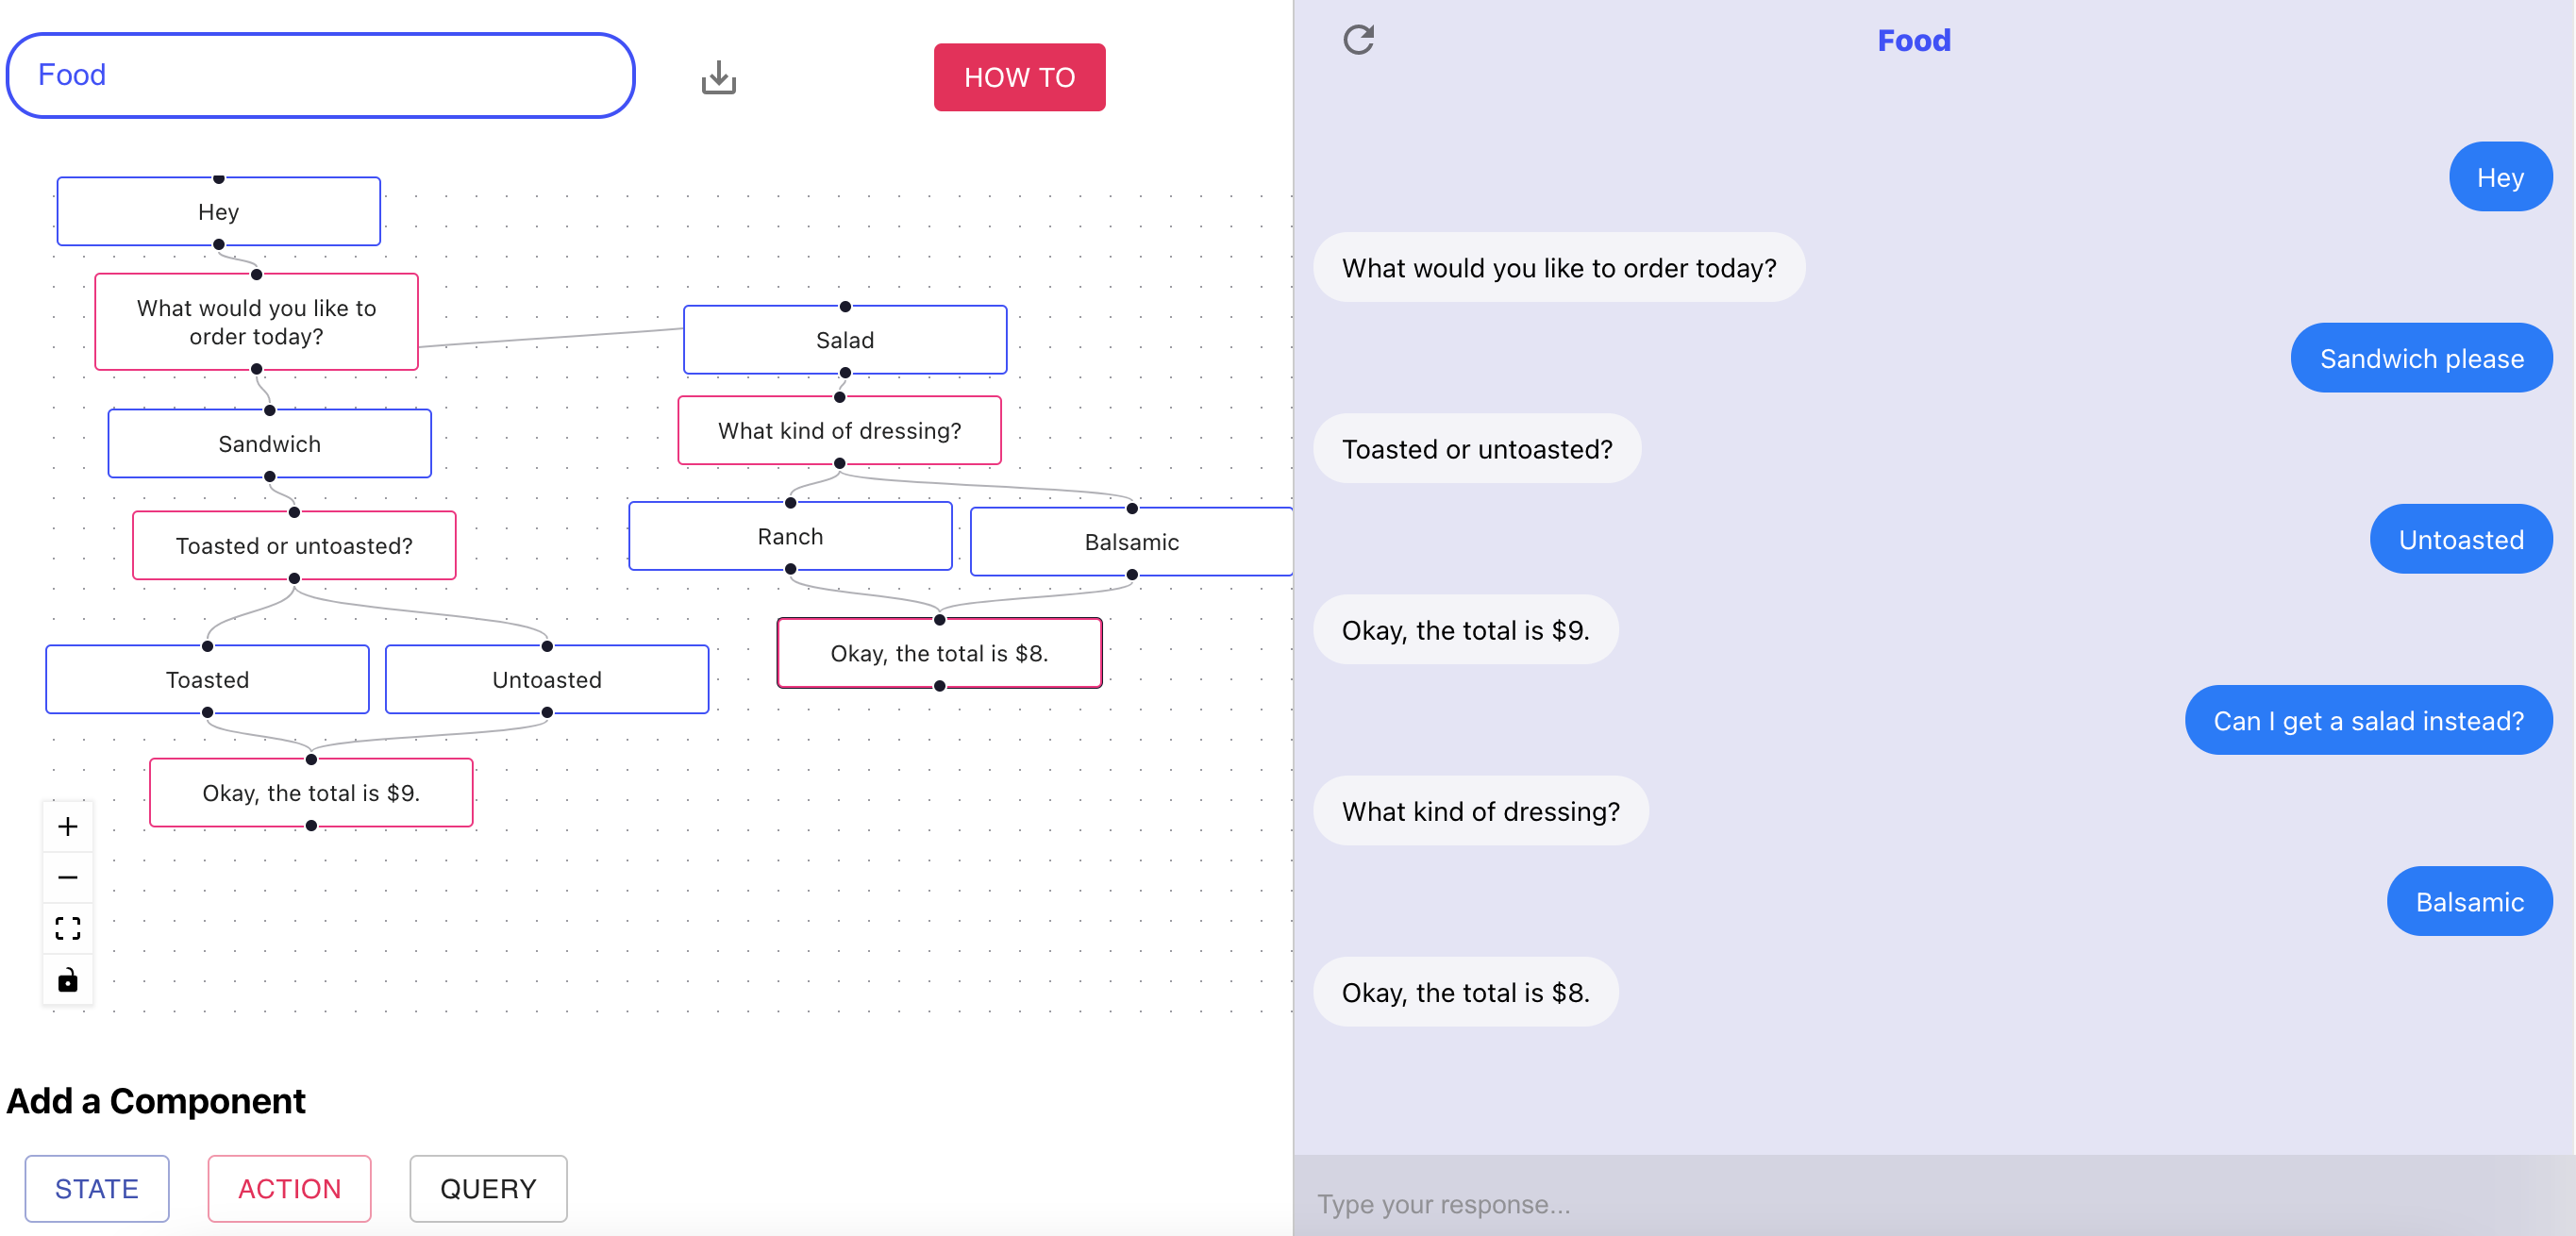 Food
HOW TO
Hey
What would you like to
order today?
Sandwich
Toasted or untoasted?
Toasted
Untoasted
Okay, the total is $9.
Salad
What kind of dressing?
Ranch
Balsamic
Okay, the total is $8.
Add a Component
STATE
ACTION
QUERY
Food
Hey
What would you like to order today?
Sandwich please
Toasted or untoasted?
Untoasted
Okay, the total is $9.
Can I get a salad instead?
What kind of dressing?
Balsamic
Okay, the total is $8.
Type your response...